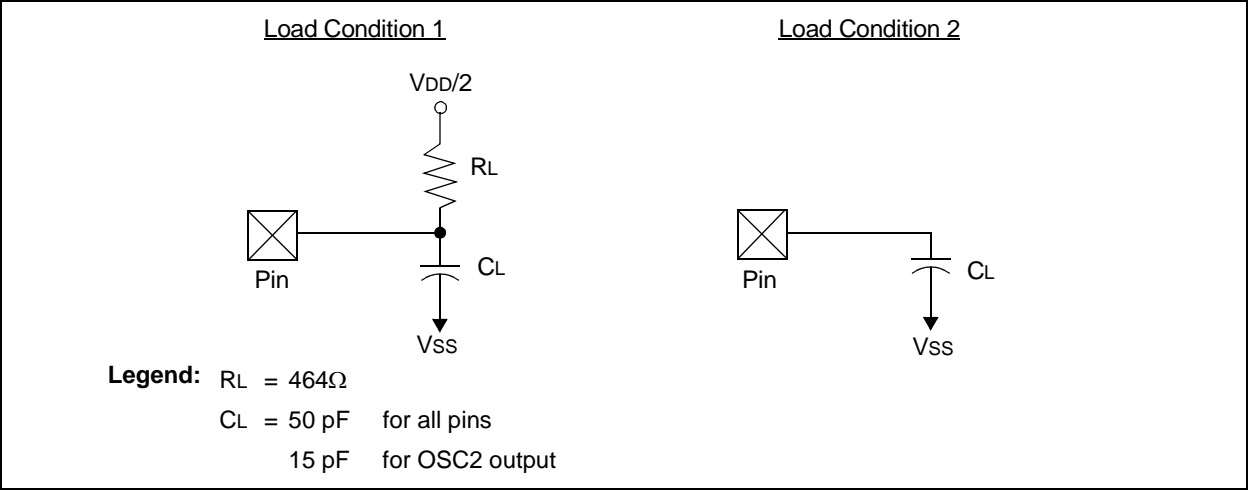 Load Condition 1
Load Condition 2
VDD/2
RL
Pin
CL
VSS
Pin
CL
VSS
Legend: RL = 464Ω
CL = 50 pF for all pins
15 pF for OSC2 output